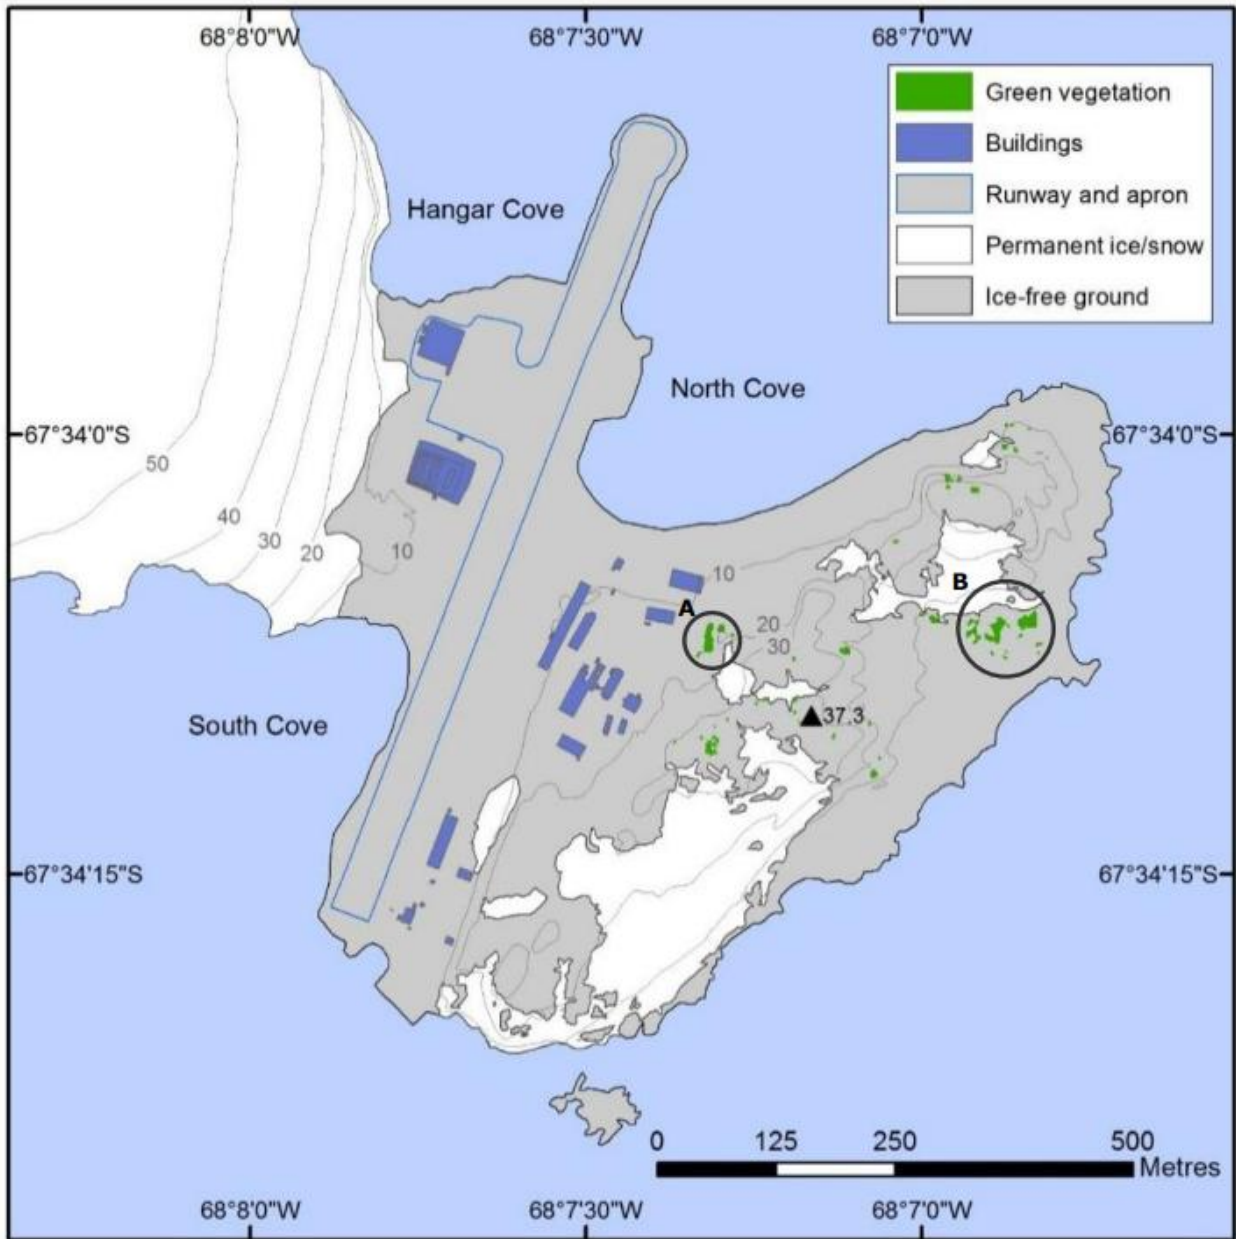 68°8'0"W
68°7'30"W
68°7'0"W
Green vegetation
Buildings
Runway and apron
Permanent ice/snow
Ice-free ground
Hangar Cove
North Cove
67°34'0"S
67°34'0"S
50
40
30
20
10
10
A
B
20
30
37.3
South Cove
67°34'15"S
67°34'15"S
0
125
250
500
Metres
68°8'0"W
68°7'30"W
68°7'0"W